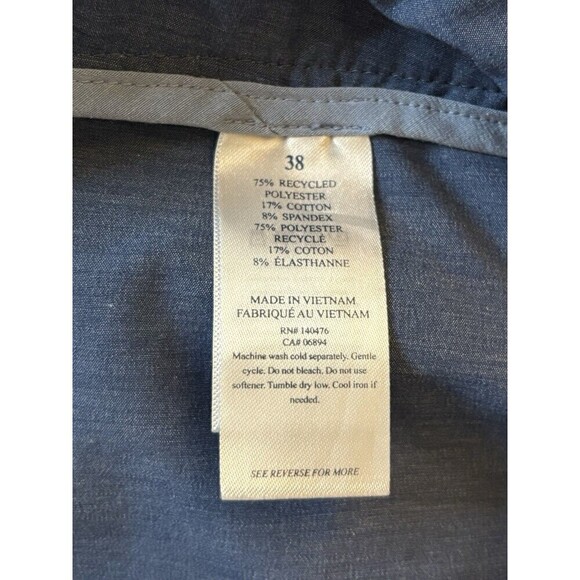 38
75% RECYCLED
POLYESTER
17% COTTON
8% SPANDEX
75% POLYESTER
RECYCLÉ
17% COTON
8% ÉLASTHANNE
MADE IN VIETNAM
FABRIQUÉ AU VIETNAM
RN# 140476
CA# 06894
Machine wash cold separately. Gentle
cycle. Do not bleach. Do not use
softener. Tumble dry low. Cool iron if
needed.
SEE REVERSE FOR MORE